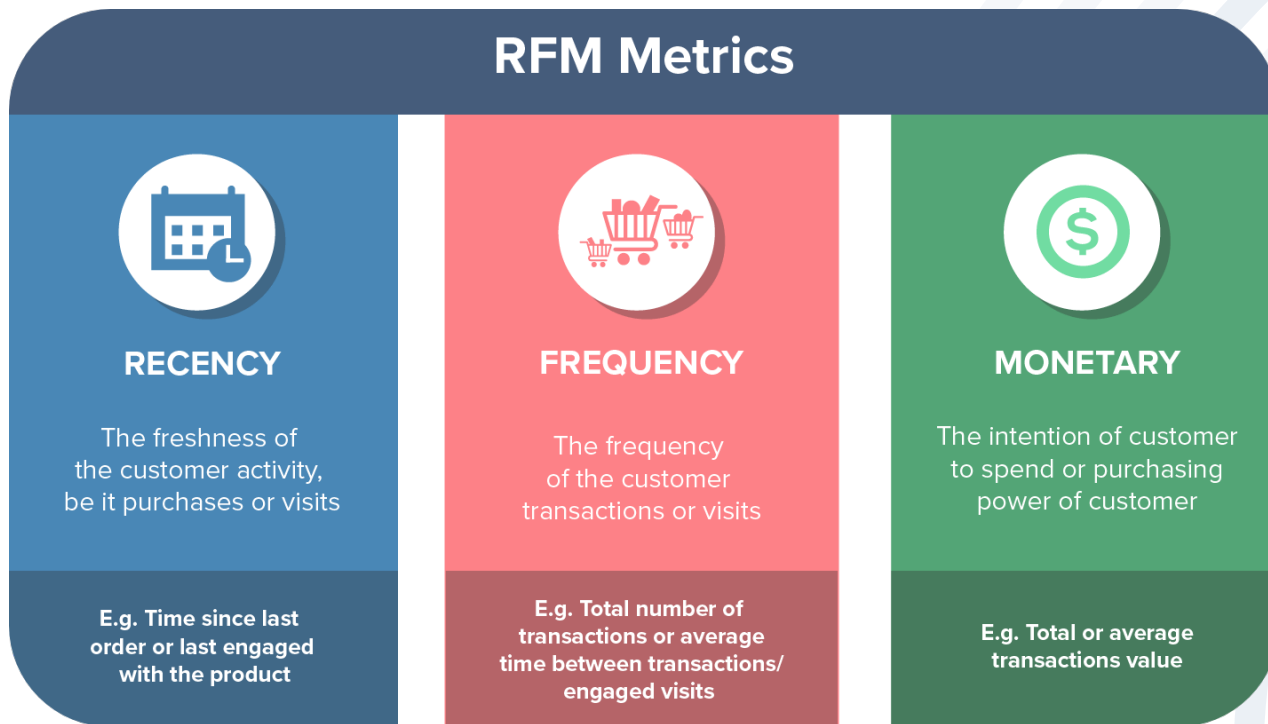 RFM Metrics
RECENCY
The freshness of
the customer activity,
be it purchases or visits
E.g. Time since last
order or last engaged
with the product
FREQUENCY
The frequency
of the customer
transactions or visits
E.g. Total number of
transactions or average
time between transactions/
engaged visits
$
MONETARY
The intention of customer
to spend or purchasing
power of customer
E.g. Total or average
transactions value